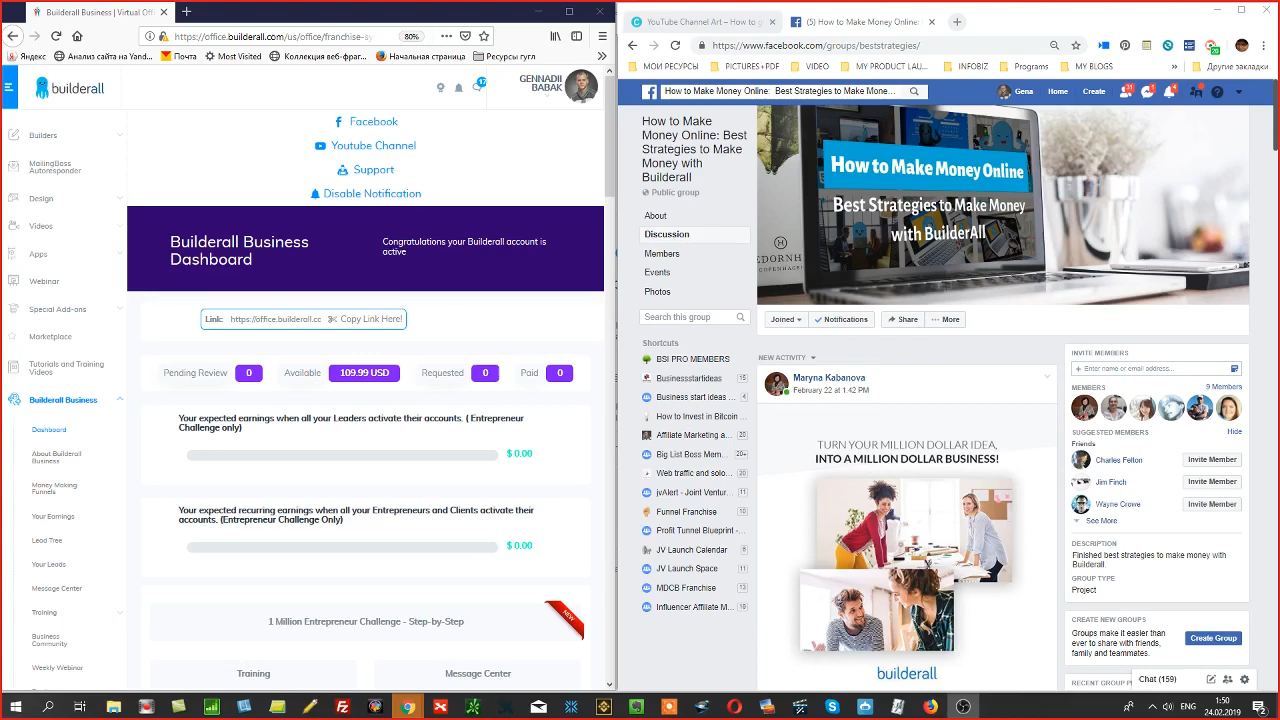 Builderall Business | Virtual Offi
https://office.builderall.com/us/office/franchise-sy
80%
Яндекс
Анализ сайта на Yand...
Почта
Most Visited
Коллекция веб-фраг...
Начальная страница
Ресурсы гугл
builderall
GENNADII
BABAK
Builders
MailingBoss
Autoresponder
Design
Videos
Apps
Webinar
Special Add-ons
Marketplace
Tutorials and Training
Videos
Builderall Business
Dashboard
About Builderall
Business
Money Making
Funnels
Your Earnings
Lead Tree
Your Leads
Message Center
Training
Business
Community
Weekly Webinar
Facebook
Youtube Channel
Support
Disable Notification
Builderall Business
Dashboard
Congratulations your Builderall account is
active
Link: https://office.builderall.cc Copy Link Here!
Pending Review 0 Available 109.99 USD Requested 0 Paid 0
Your expected earnings when all your Leaders activate their accounts. ( Entrepreneur
Challenge only)
$ 0.00
Your expected recurring earnings when all your Entrepreneurs and Clients activate their
accounts. (Entrepreneur Challenge Only)
$ 0.00
NEW
1 Million Entrepreneur Challenge - Step-by-Step
Training
Message Center
YouTube Channel Art – How to g
(5) How to Make Money Online:
https://www.facebook.com/groups/beststrategies/
МОИ РЕСУРСЫ
PICTURES+PDF
VIDEO
MY PRODUCT LAU...
INFOBIZ
Programs
MY BLOGS
Другие закладки
How to Make Money Online: Best Strategies to Make Mone...
Gena
Home
Create
How to Make
Money Online: Best
Strategies to Make
Money with
Builderall
Public group
About
Discussion
Members
Events
Photos
Search this group
Shortcuts
BSI PRO MEMBERS
Businessstartideas 15
Business start ideas ... 4
How to Invest in Bitcoin
Affiliate Marketing a...
Big List Boss Mem... 20+
Web traffic and solo...
jvAlert - Joint Ventur...
Funnel Franchise 10
Profit Tunnel Blueprint -
JV Launch Calendar 8
JV Launch Space 11
MDCB Franchise 3
Influencer Affiliate M... 10
How to Make Money Online
Best Strategies to Make Money
with BuilderAll
EDORNH
COPENHAGEN
Joined
Notifications
Share
More
NEW ACTIVITY
Maryna Kabanova
February 22 at 1:42 PM
TURN YOUR MILLION DOLLAR IDEA,
INTO A MILLION DOLLAR BUSINESS!
builderall
INVITE MEMBERS
Enter name or email address...
MEMBERS 9 Members
SUGGESTED MEMBERS Hide
Friends
Charles Felton Invite Member
Jim Finch Invite Member
Wayne Crowe Invite Member
See More
DESCRIPTION
Finished best strategies to make money with
Builderall.
GROUP TYPE
Project
CREATE NEW GROUPS
Groups make it easier than
ever to share with friends,
family and teammates.
Create Group
Chat (159)
ENG
1:50
24.02.2019